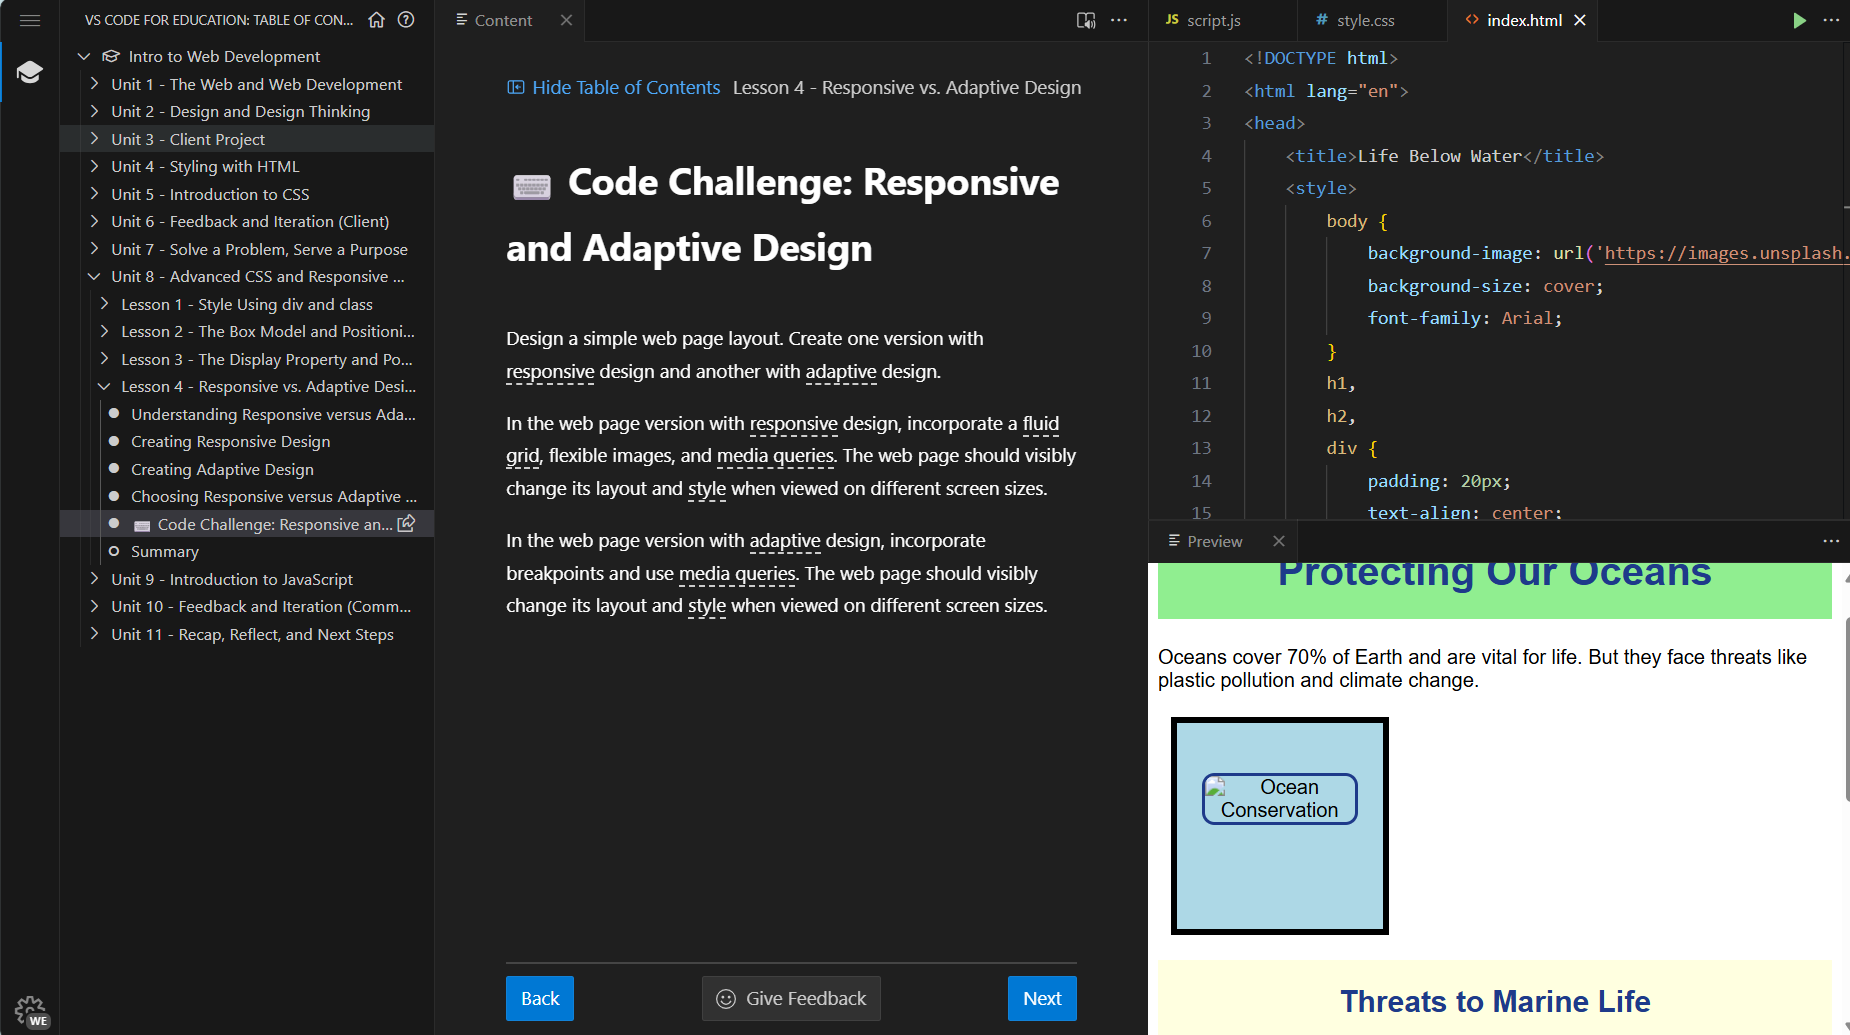 VS CODE FOR EDUCATION: TABLE OF CON...
Intro to Web Development
Unit 1 - The Web and Web Development
Unit 2 - Design and Design Thinking
Unit 3 - Client Project
Unit 4 - Styling with HTML
Unit 5 - Introduction to CSS
Unit 6 - Feedback and Iteration (Client)
Unit 7 - Solve a Problem, Serve a Purpose
Unit 8 - Advanced CSS and Responsive ...
Lesson 1 - Style Using div and class
Lesson 2 - The Box Model and Positioni...
Lesson 3 - The Display Property and Po...
Lesson 4 - Responsive vs. Adaptive Desi...
Understanding Responsive versus Ada...
Creating Responsive Design
Creating Adaptive Design
Choosing Responsive versus Adaptive ...
Code Challenge: Responsive an...
Summary
Unit 9 - Introduction to JavaScript
Unit 10 - Feedback and Iteration (Comm...
Unit 11 - Recap, Reflect, and Next Steps
WE
Content
Hide Table of Contents Lesson 4 - Responsive vs. Adaptive Design
Code Challenge: Responsive
and Adaptive Design
Design a simple web page layout. Create one version with
responsive design and another with adaptive design.
In the web page version with responsive design, incorporate a fluid
grid, flexible images, and media queries. The web page should visibly
change its layout and style when viewed on different screen sizes.
In the web page version with adaptive design, incorporate
breakpoints and use media queries. The web page should visibly
change its layout and style when viewed on different screen sizes.
Back Give Feedback Next
JS script.js # style.css <> index.html
1 <!DOCTYPE html>
2 <html lang="en">
3 <head>
4 <title>Life Below Water</title>
5 <style>
6 body {
7 background-image: url('https://images.unsplash.
8 background-size: cover;
9 font-family: Arial;
10 }
11 h1,
12 h2,
13 div {
14 padding: 20px;
15 text-align: center;
Preview
Protecting Our Oceans
Oceans cover 70% of Earth and are vital for life. But they face threats like
plastic pollution and climate change.
Ocean
Conservation
Threats to Marine Life